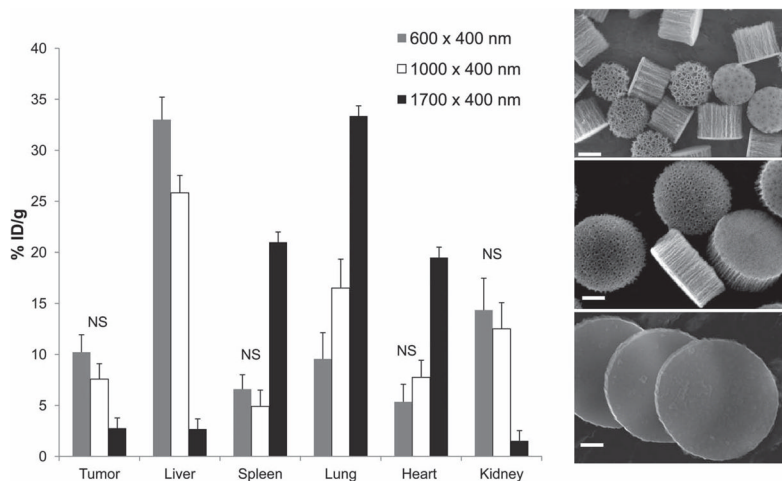 600 x 400 nm
1000 x 400 nm
1700 x 400 nm
% ID/g
40
35
30
25
20
15
10
5
0
NS
NS
NS
NS
Tumor Liver Spleen Lung Heart Kidney